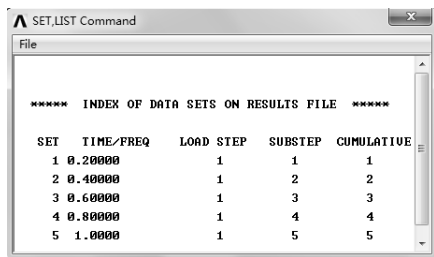 SET,LIST Command
File
***** INDEX OF DATA SETS ON RESULTS FILE *****
SET TIME/FREQ LOAD STEP SUBSTEP CUMULATIVE
1 0.20000 1 1 1
2 0.40000 1 2 2
3 0.60000 1 3 3
4 0.80000 1 4 4
5 1.0000 1 5 5